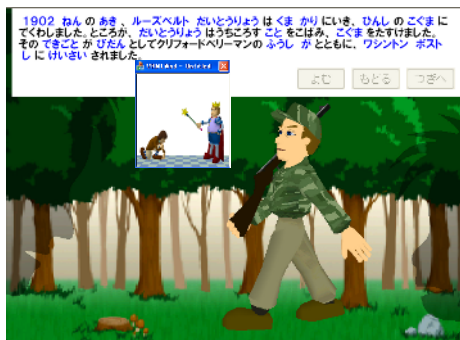 1902 ねん の あき 、 ルーズベルト だいとうりょう は くま かり にいき、ひんし の こぐま に
でくわしました。ところが、だいとうりょう はうちころす こと をこばみ、こぐま をたすけました。
その できごと が びだん としてクリフォードベリーマンの ふうし が とともに、ワシントン ポスト
し に けいさい されました。
よむ もどる つぎへ